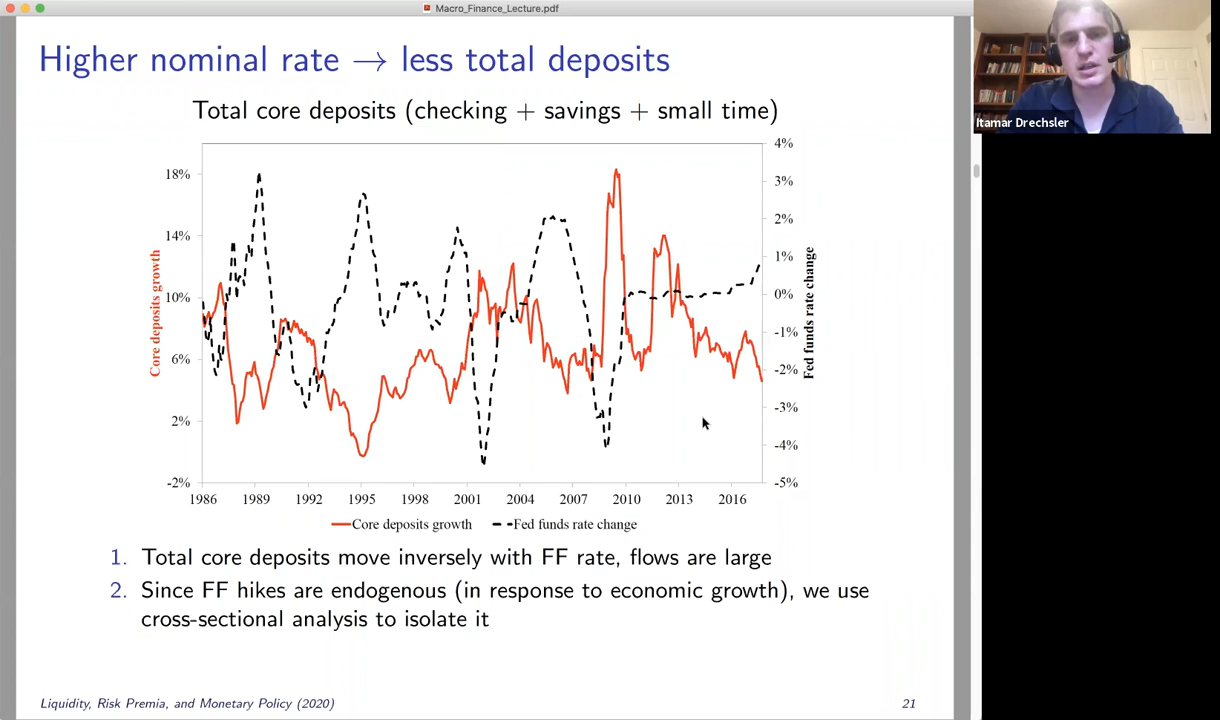 Macro_Finance_Lecture.pdf
Higher nominal rate → less total deposits
Total core deposits (checking + savings + small time)
Core deposits growth
18%
14%
10%
6%
2%
-2%
4%
3%
2%
1%
0%
-1%
-2%
-3%
-4%
-5%
Fed funds rate change
1986 1989 1992 1995 1998 2001 2004 2007 2010 2013 2016
Core deposits growth Fed funds rate change
1. Total core deposits move inversely with FF rate, flows are large
2. Since FF hikes are endogenous (in response to economic growth), we use
cross-sectional analysis to isolate it
Liquidity, Risk Premia, and Monetary Policy (2020) 21
Itamar Drechsler